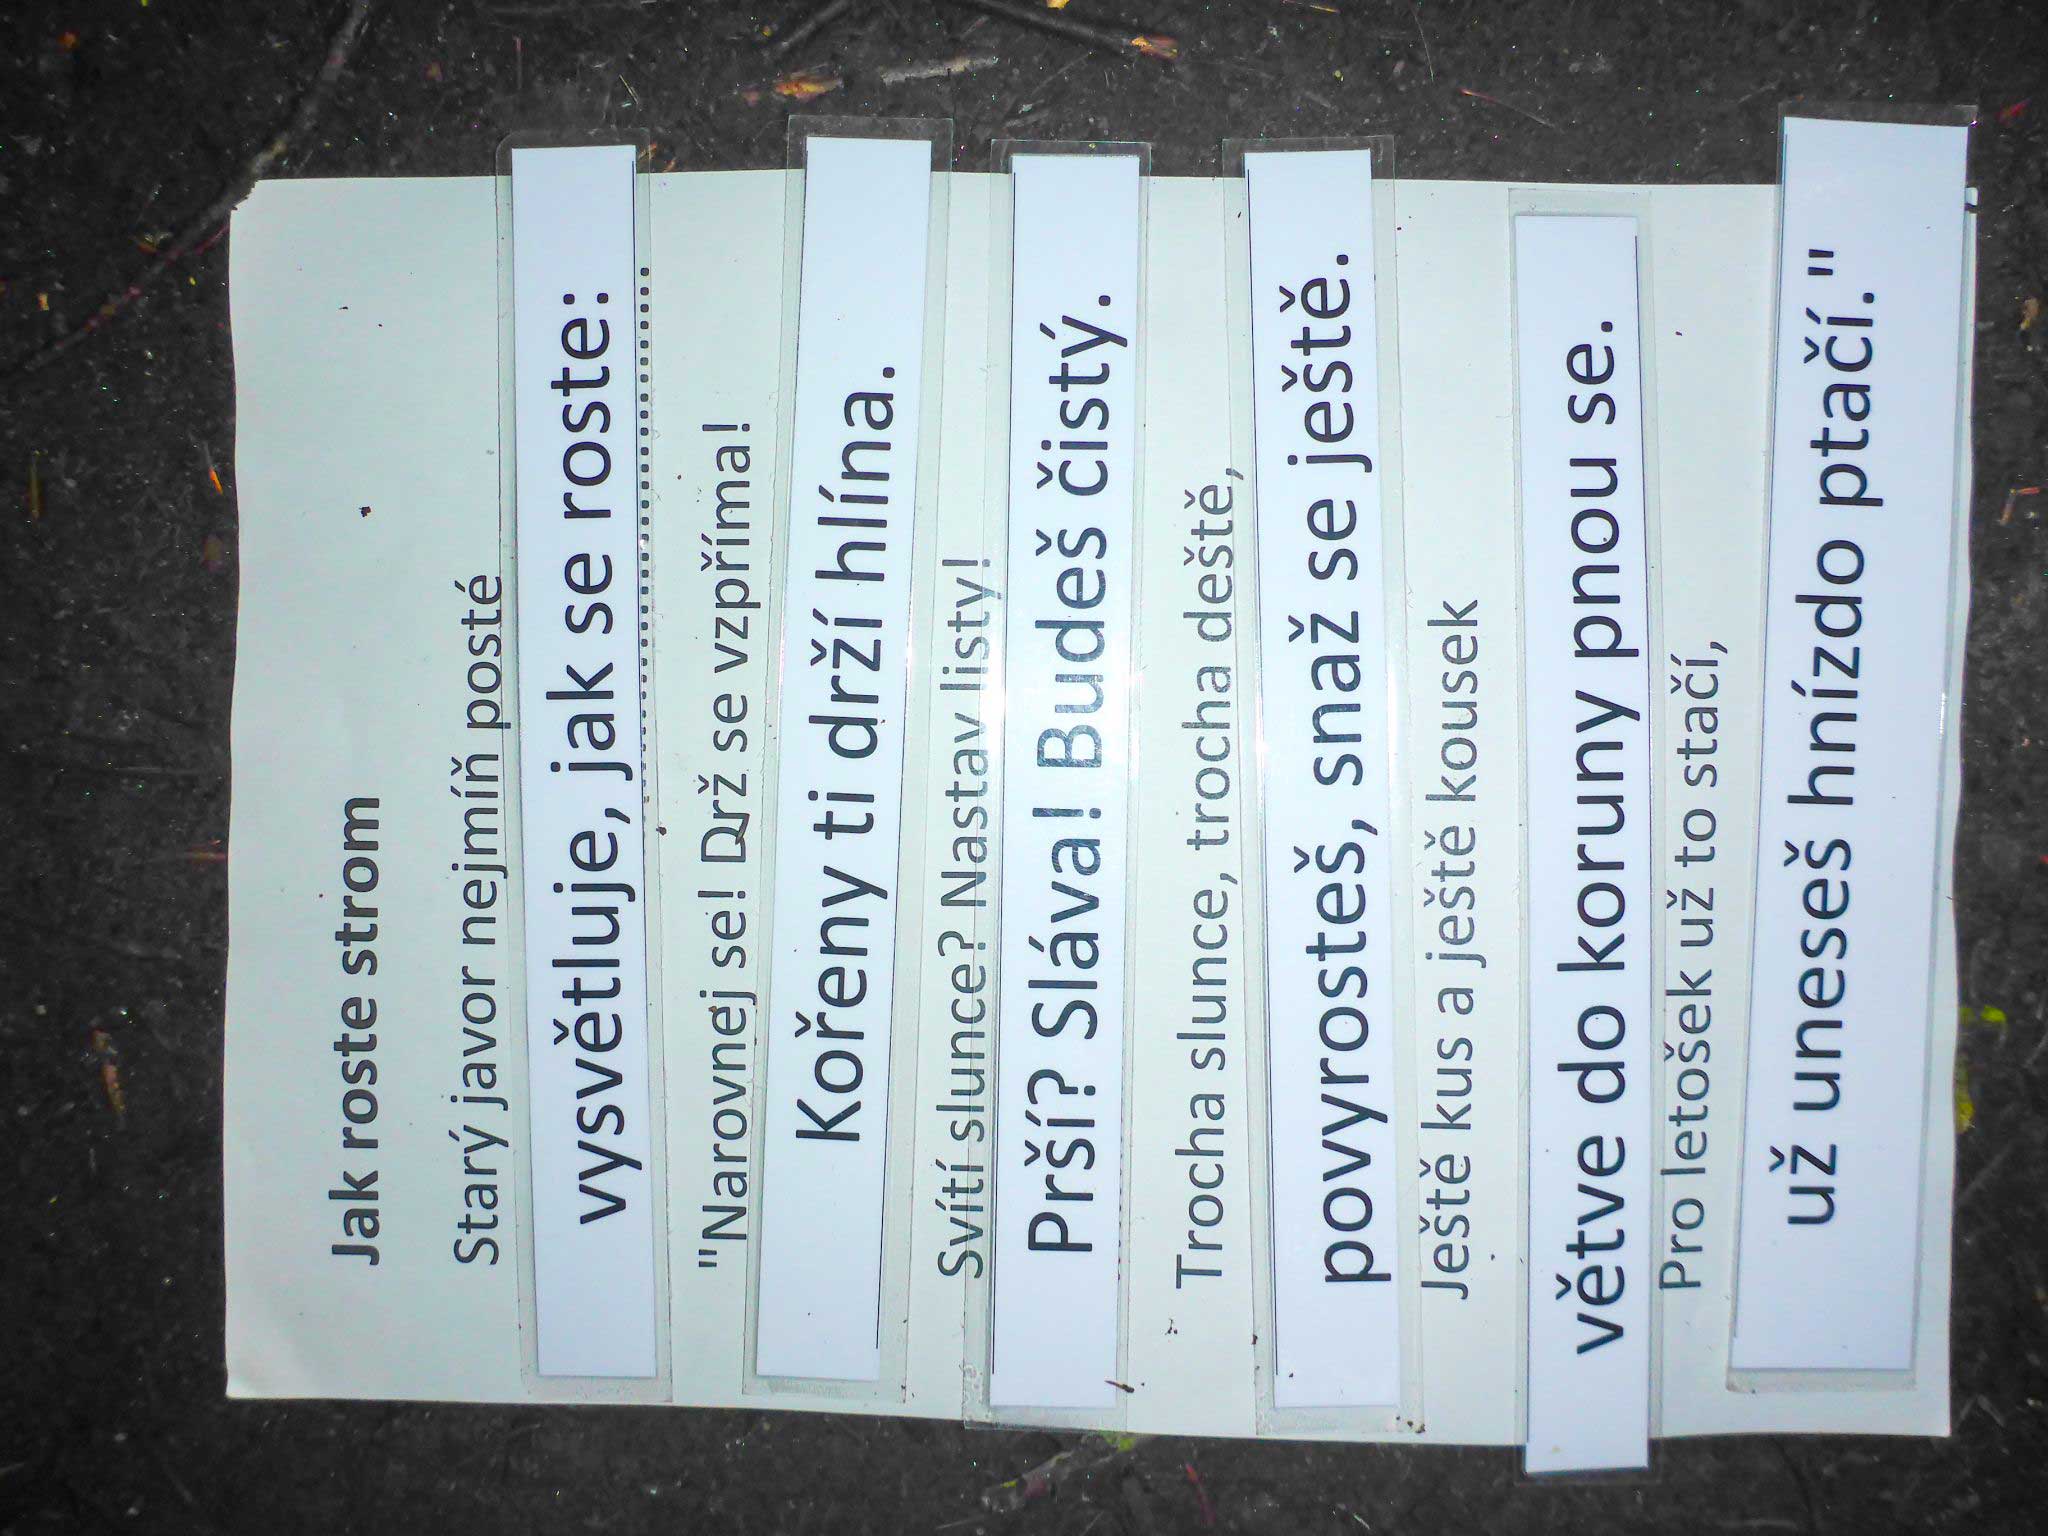 Jak roste strom
Starý javor nejmíň posté
vysvětluje, jak se roste:
"Narovnej se! Drž se vzpříma!
Kořeny ti drží hlína.
Svítí slunce? Nastav listy!
Prší? Sláva! Budeš čistý.
Trocha slunce, trocha deště,
povyrosteš, snaž se ještě.
Ještě kus a ještě kousek
větve do koruny pnou se.
Pro letošek už to stačí,
už uneseš hnízdo ptačí."